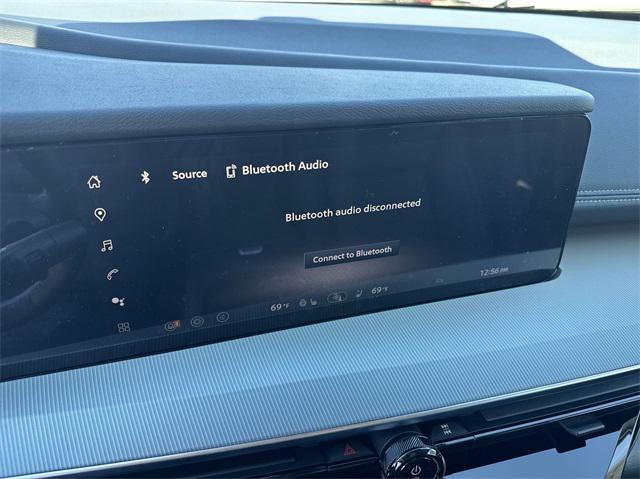 Source Bluetooth Audio
Bluetooth audio disconnected
Connect to Bluetooth
12:56 PM
69°F 69°F